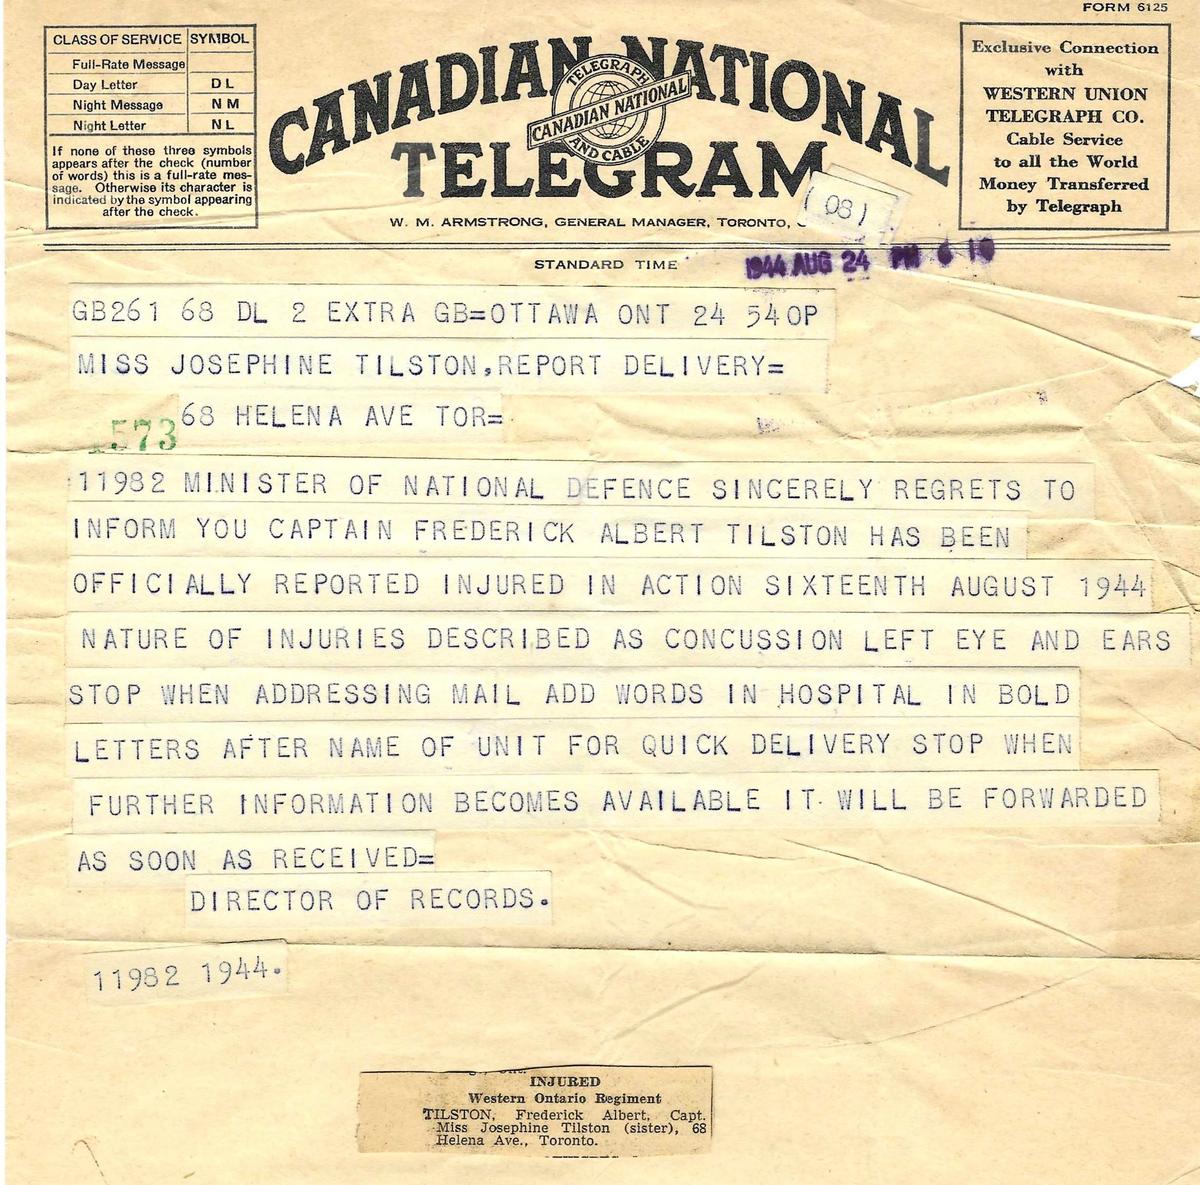 FORM 6125
CLASS OF SERVICE SYMBOL
Full-Rate Message
Day Letter D L
Night Message N M
Night Letter N L
If none of these three symbols
appears after the check (number
of words) this is a full-rate mes-
sage. Otherwise its character is
indicated by the symbol appearing
after the check.
CANADIAN NATIONAL
TELEGRAPH
CANADIAN NATIONAL
AND CABLE
TELEGRAM
W. M. ARMSTRONG, GENERAL MANAGER, TORONTO,
Exclusive Connection
with
WESTERN UNION
TELEGRAPH CO.
Cable Service
to all the World
Money Transferred
by Telegraph
(08)
STANDARD TIME
1944 AUG 24 PM 6 10
GB261 68 DL 2 EXTRA GB=OTTAWA ONT 24 540P
MISS JOSEPHINE TILSTON,REPORT DELIVERY=
68 HELENA AVE TOR=
573
11982 MINISTER OF NATIONAL DEFENCE SINCERELY REGRETS TO
INFORM YOU CAPTAIN FREDERICK ALBERT TILSTON HAS BEEN
OFFICIALLY REPORTED INJURED IN ACTION SIXTEENTH AUGUST 1944
NATURE OF INJURIES DESCRIBED AS CONCUSSION LEFT EYE AND EARS
STOP WHEN ADDRESSING MAIL ADD WORDS IN HOSPITAL IN BOLD
LETTERS AFTER NAME OF UNIT FOR QUICK DELIVERY STOP WHEN
FURTHER INFORMATION BECOMES AVAILABLE IT WILL BE FORWARDED
AS SOON AS RECEIVED=
DIRECTOR OF RECORDS.
11982 1944.
INJURED
Western Ontario Regiment
TILSTON, Frederick Albert, Capt.
Miss Josephine Tilston (sister), 68
Helena Ave., Toronto.